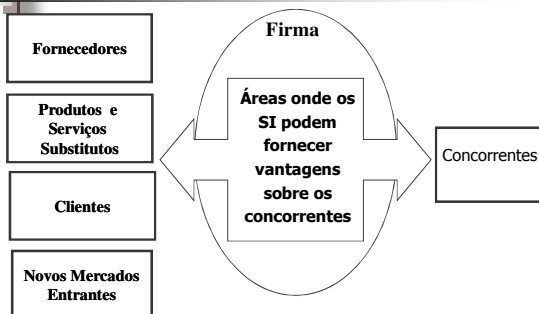 Fornecedores
Produtos e
Serviços
Substitutos
Clientes
Novos Mercados
Entrantes
Firma
Áreas onde os
SI podem
fornecer
vantagens
sobre os
concorrentes
Concorrentes